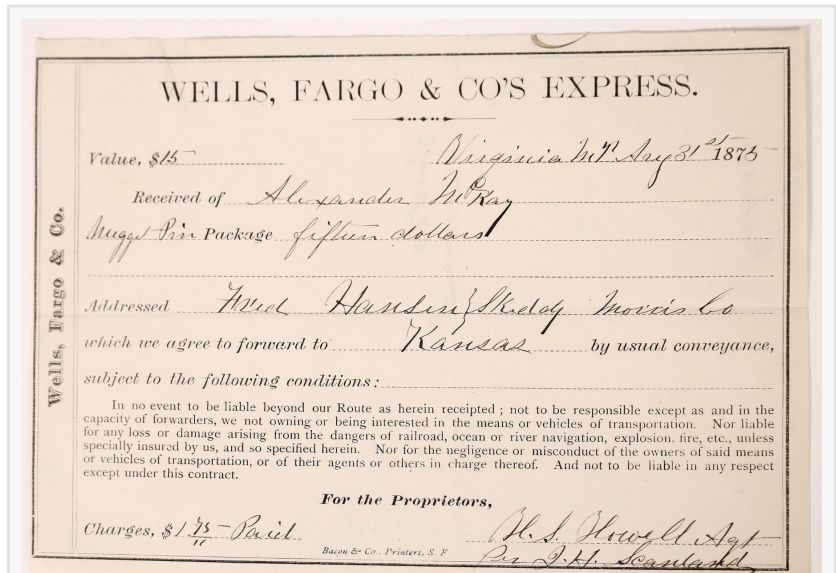 WELLS, FARGO & CO'S EXPRESS.
Value, $15 Virginia Mt Aug 31st 1875
Received of Alexander McKay
Nugget Pin Package fifteen dollars
Addressed Fred Hansen } Skiddy Morris Co
which we agree to forward to Kansas by usual conveyance,
subject to the following conditions:
In no event to be liable beyond our Route as herein receipted; not to be responsible except as and in the
capacity of forwarders, we not owning or being interested in the means or vehicles of transportation. Nor liable
for any loss or damage arising from the dangers of railroad, ocean or river navigation, explosion, fire, etc., unless
specially insured by us, and so specified herein. Nor for the negligence or misconduct of the owners of said means
or vehicles of transportation, or of their agents or others in charge thereof. And not to be liable in any respect
except under this contract.
For the Proprietors,
Charges, $1 75 Paid H. S. Howell Agt
Bacon & Co., Printers, S. F
Per J. H. Scanland
Wells, Fargo & Co.